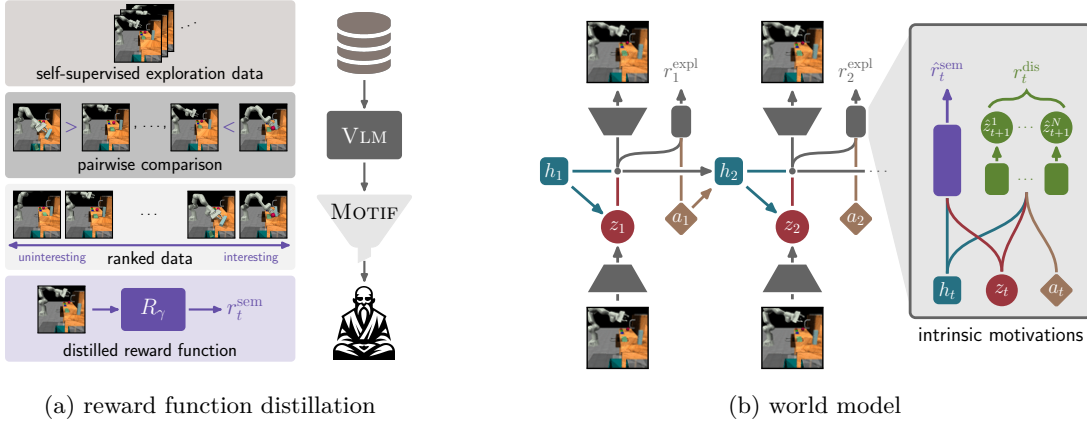 . . .
self-supervised exploration data
> , . . . , <
pairwise comparison
. . .
uninteresting ranked data interesting
R_γ r_t^sem
distilled reward function
VLM
MOTIF
(a) reward function distillation
r_1^expl r_2^expl
h_1 h_2 . . .
z_1 a_1 z_2 a_2
r̂_t^sem r_t^dis
z_{t+1}^1 . . . z_{t+1}^N
. . .
h_t z_t a_t
intrinsic motivations
(b) world model